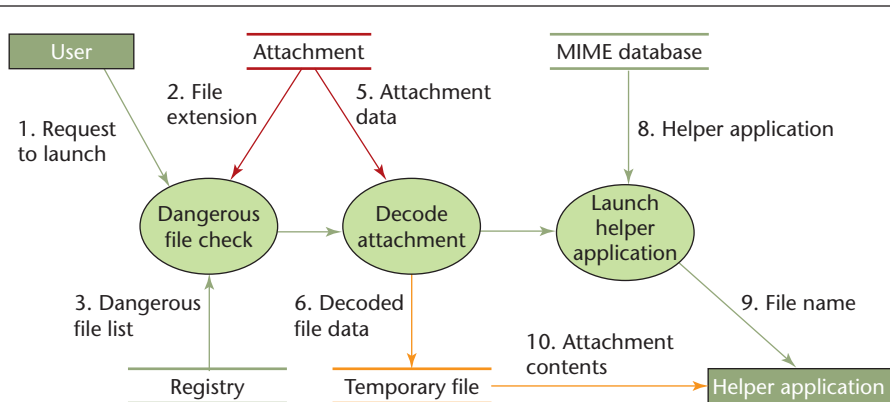 User
Attachment
MIME database
2. File
extension
5. Attachment
data
1. Request
to launch
8. Helper application
Dangerous
file check
Decode
attachment
Launch
helper
application
3. Dangerous
file list
6. Decoded
file data
9. File name
10. Attachment
contents
Registry
Temporary file
Helper application